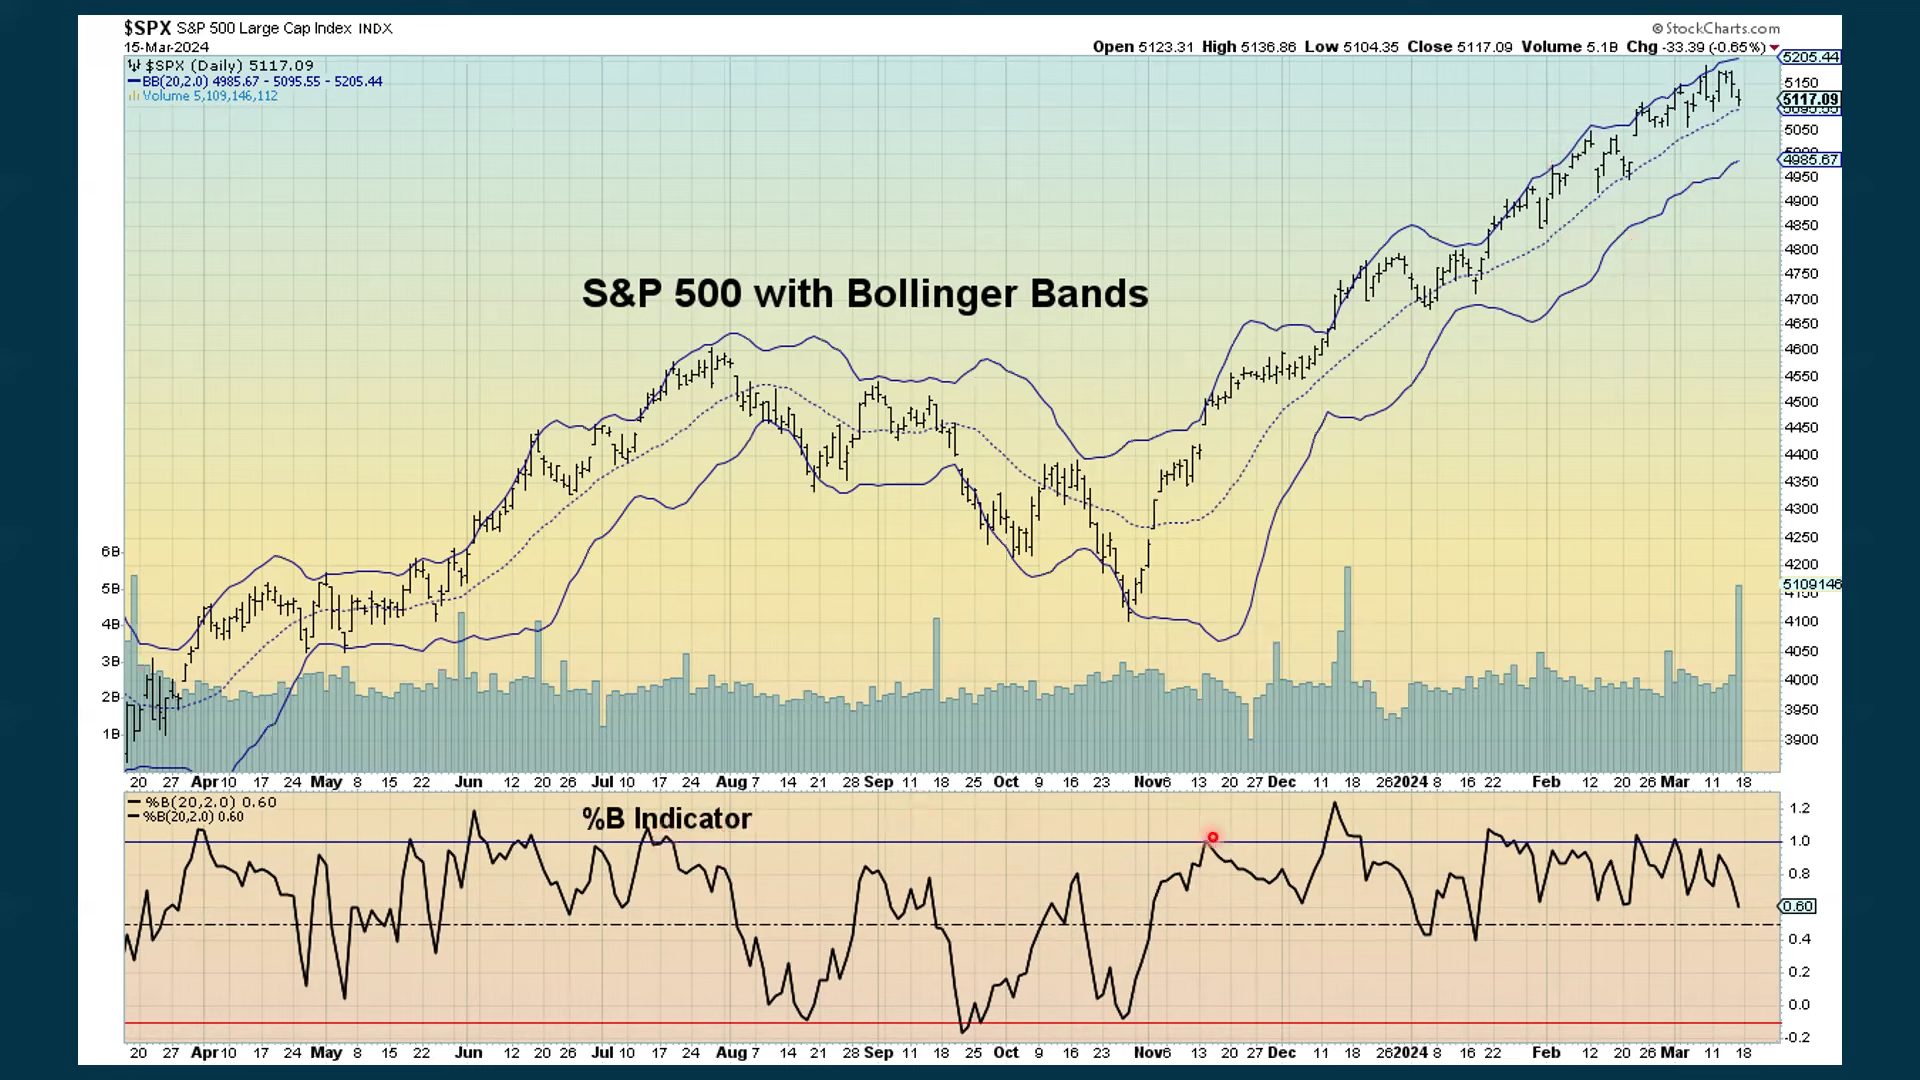 $SPX S&P 500 Large Cap Index INDX
© StockCharts.com
15-Mar-2024
Open 5123.31 High 5136.86 Low 5104.35 Close 5117.09 Volume 5.1B Chg -33.39 (-0.65%)
$SPX (Daily) 5117.09
BB(20,2.0) 4985.67 - 5095.55 - 5205.44
Volume 5,109,146,112
S&P 500 with Bollinger Bands
5205.44
5150
5117.09
5095.55
5050
5000
4985.67
4950
4900
4850
4800
4750
4700
4650
4600
4550
4500
4450
4400
4350
4300
4250
4200
5109146
4150
4100
4050
4000
3950
3900
6B
5B
4B
3B
2B
1B
20 27 Apr 10 17 24 May 8 15 22 Jun 12 20 26 Jul 10 17 24 Aug 7 14 21 28 Sep 11 18 25 Oct 9 16 23 Nov 6 13 20 27 Dec 11 18 26 2024 8 16 22 Feb 12 20 26 Mar 11 18
%B(20,2.0) 0.60
%B(20,2.0) 0.60
%B Indicator
1.2
1.0
0.8
0.60
0.4
0.2
0.0
-0.2
20 27 Apr 10 17 24 May 8 15 22 Jun 12 20 26 Jul 10 17 24 Aug 7 14 21 28 Sep 11 18 25 Oct 9 16 23 Nov 6 13 20 27 Dec 11 18 26 2024 8 16 22 Feb 12 20 26 Mar 11 18